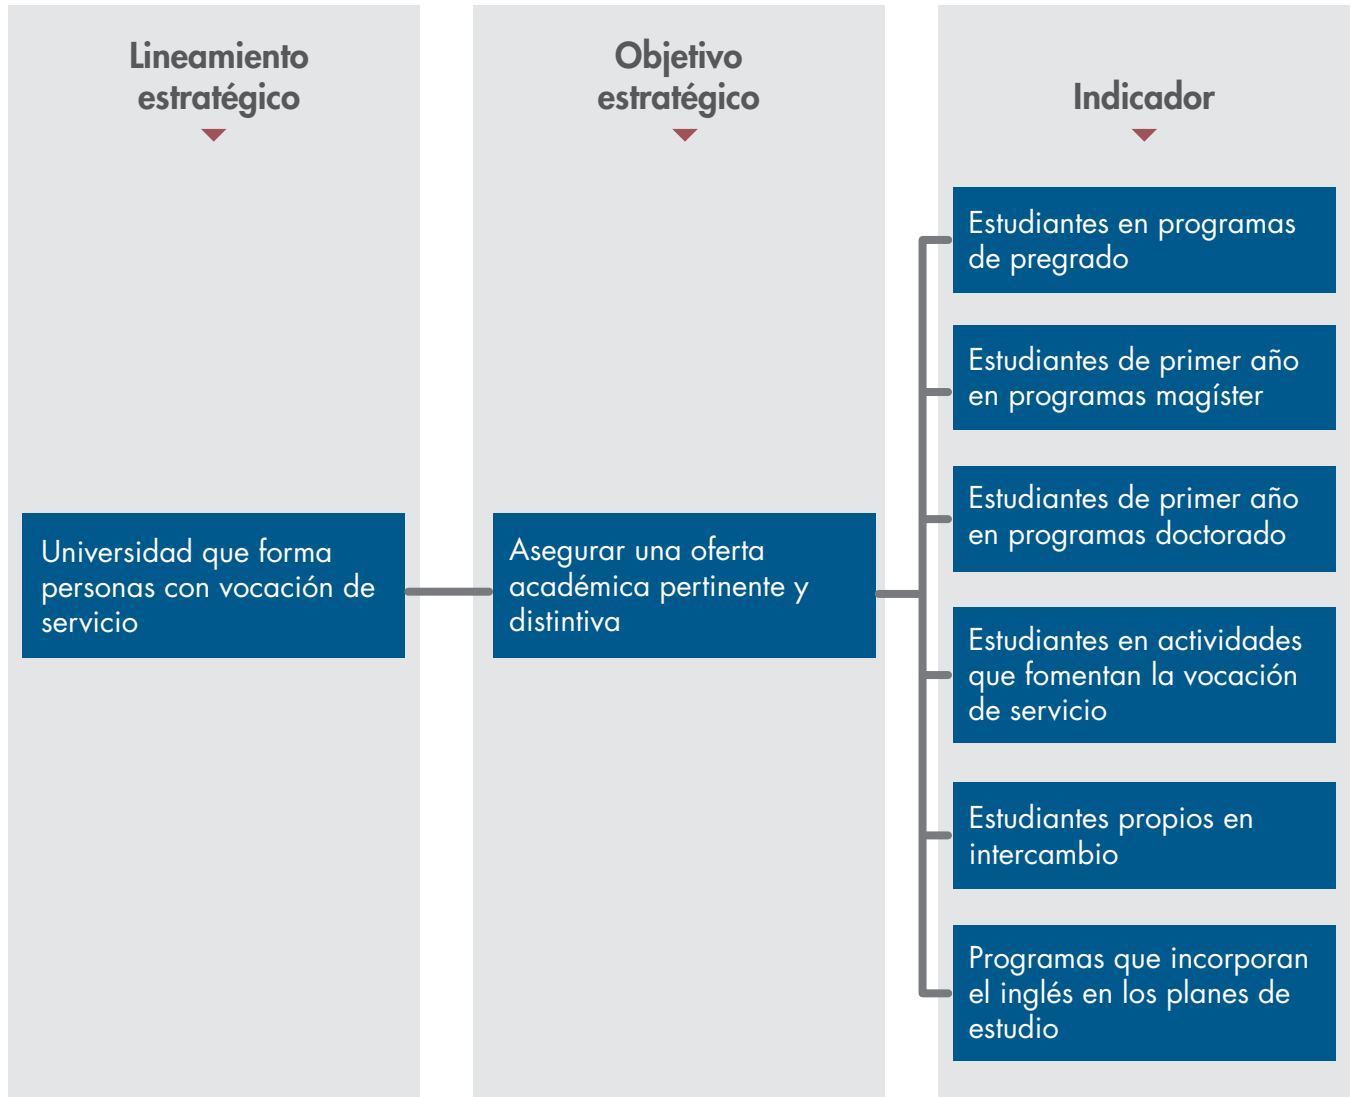 Lineamiento
estratégico
Objetivo
estratégico
Indicador
Universidad que forma
personas con vocación de
servicio
Asegurar una oferta
académica pertinente y
distintiva
Estudiantes en programas
de pregrado
Estudiantes de primer año
en programas magíster
Estudiantes de primer año
en programas doctorado
Estudiantes en actividades
que fomentan la vocación
de servicio
Estudiantes propios en
intercambio
Programas que incorporan
el inglés en los planes de
estudio